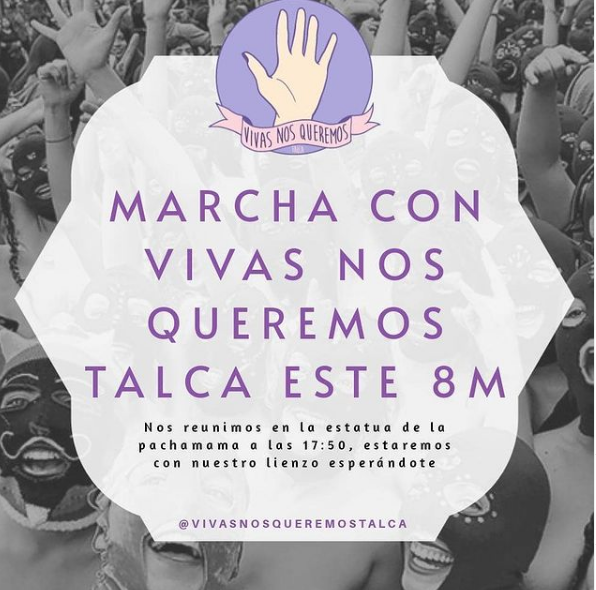 VIVAS NOS QUEREMOS
MARCHA CON
VIVAS NOS
QUEREMOS
TALCA ESTE 8M
Nos reunimos en la estatua de la
pachamama a las 17:50, estaremos
con nuestro lienzo esperándote
@VIVASNOSQUEREMOSTALCA